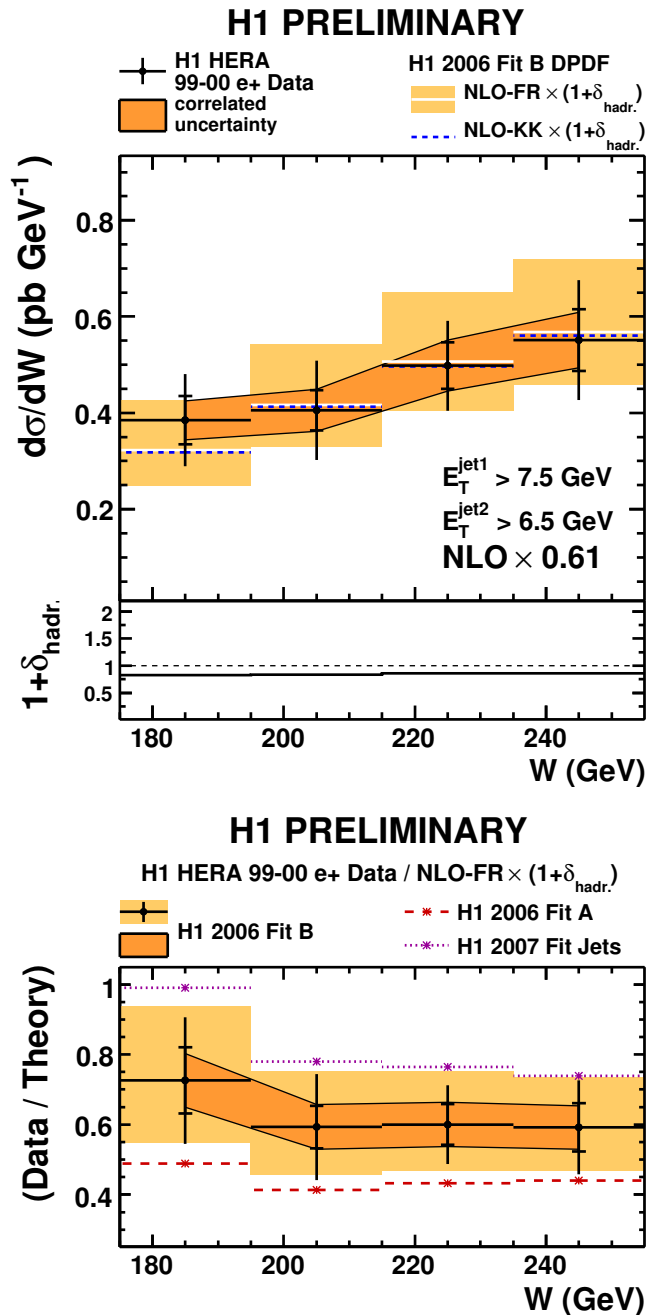 H1 PRELIMINARY
H1 HERA
99-00 e+ Data
correlated
uncertainty
H1 2006 Fit B DPDF
NLO-FR × (1+δhadr.)
NLO-KK × (1+δhadr.)
dσ/dW (pb GeV-1)
0.8
0.6
0.4
0.2
ETjet1 > 7.5 GeV
ETjet2 > 6.5 GeV
NLO × 0.61
1+δhadr.
2
1.5
1
0.5
180 200 220 240
W (GeV)
H1 PRELIMINARY
H1 HERA 99-00 e+ Data / NLO-FR × (1+δhadr.)
H1 2006 Fit B
H1 2006 Fit A
H1 2007 Fit Jets
(Data / Theory)
1
0.8
0.6
0.4
180 200 220 240
W (GeV)